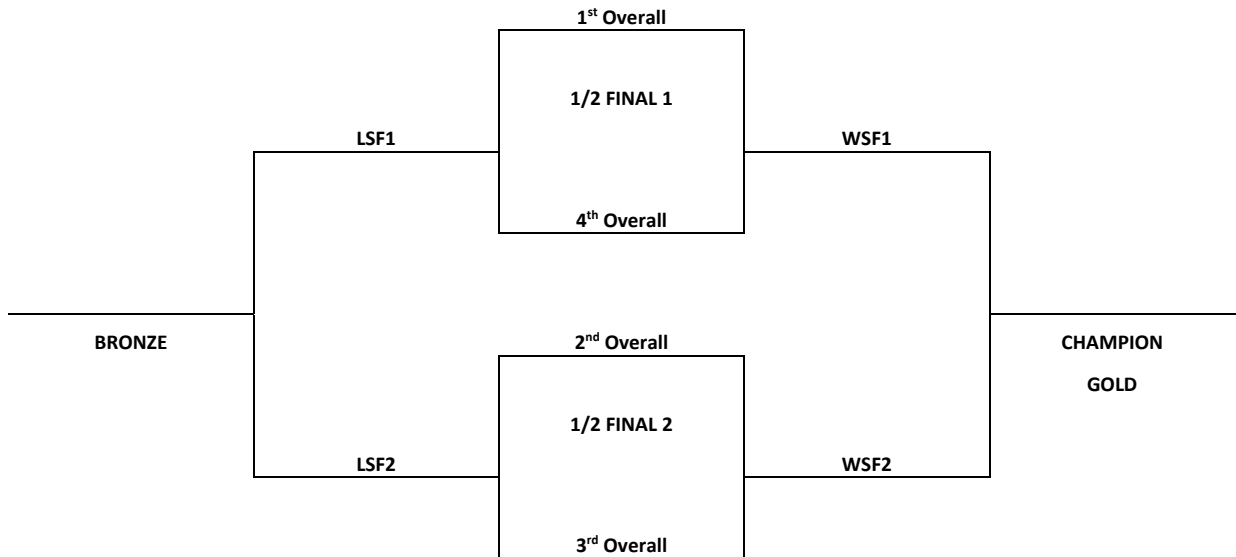 1st Overall
1/2 FINAL 1
LSF1
WSF1
4th Overall
BRONZE
2nd Overall
CHAMPION
GOLD
1/2 FINAL 2
LSF2
WSF2
3rd Overall